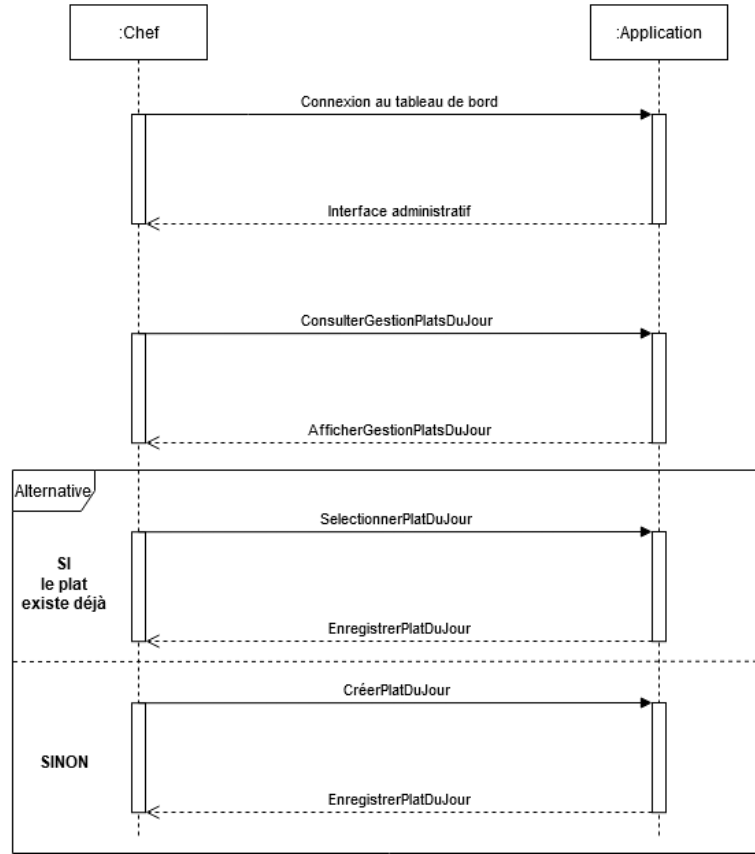 :Chef
:Application
Connexion au tableau de bord
Interface administratif
ConsulterGestionPlatsDuJour
AfficherGestionPlatsDuJour
Alternative
SelectionnerPlatDuJour
SI
le plat
existe déjà
EnregistrerPlatDuJour
CréerPlatDuJour
SINON
EnregistrerPlatDuJour